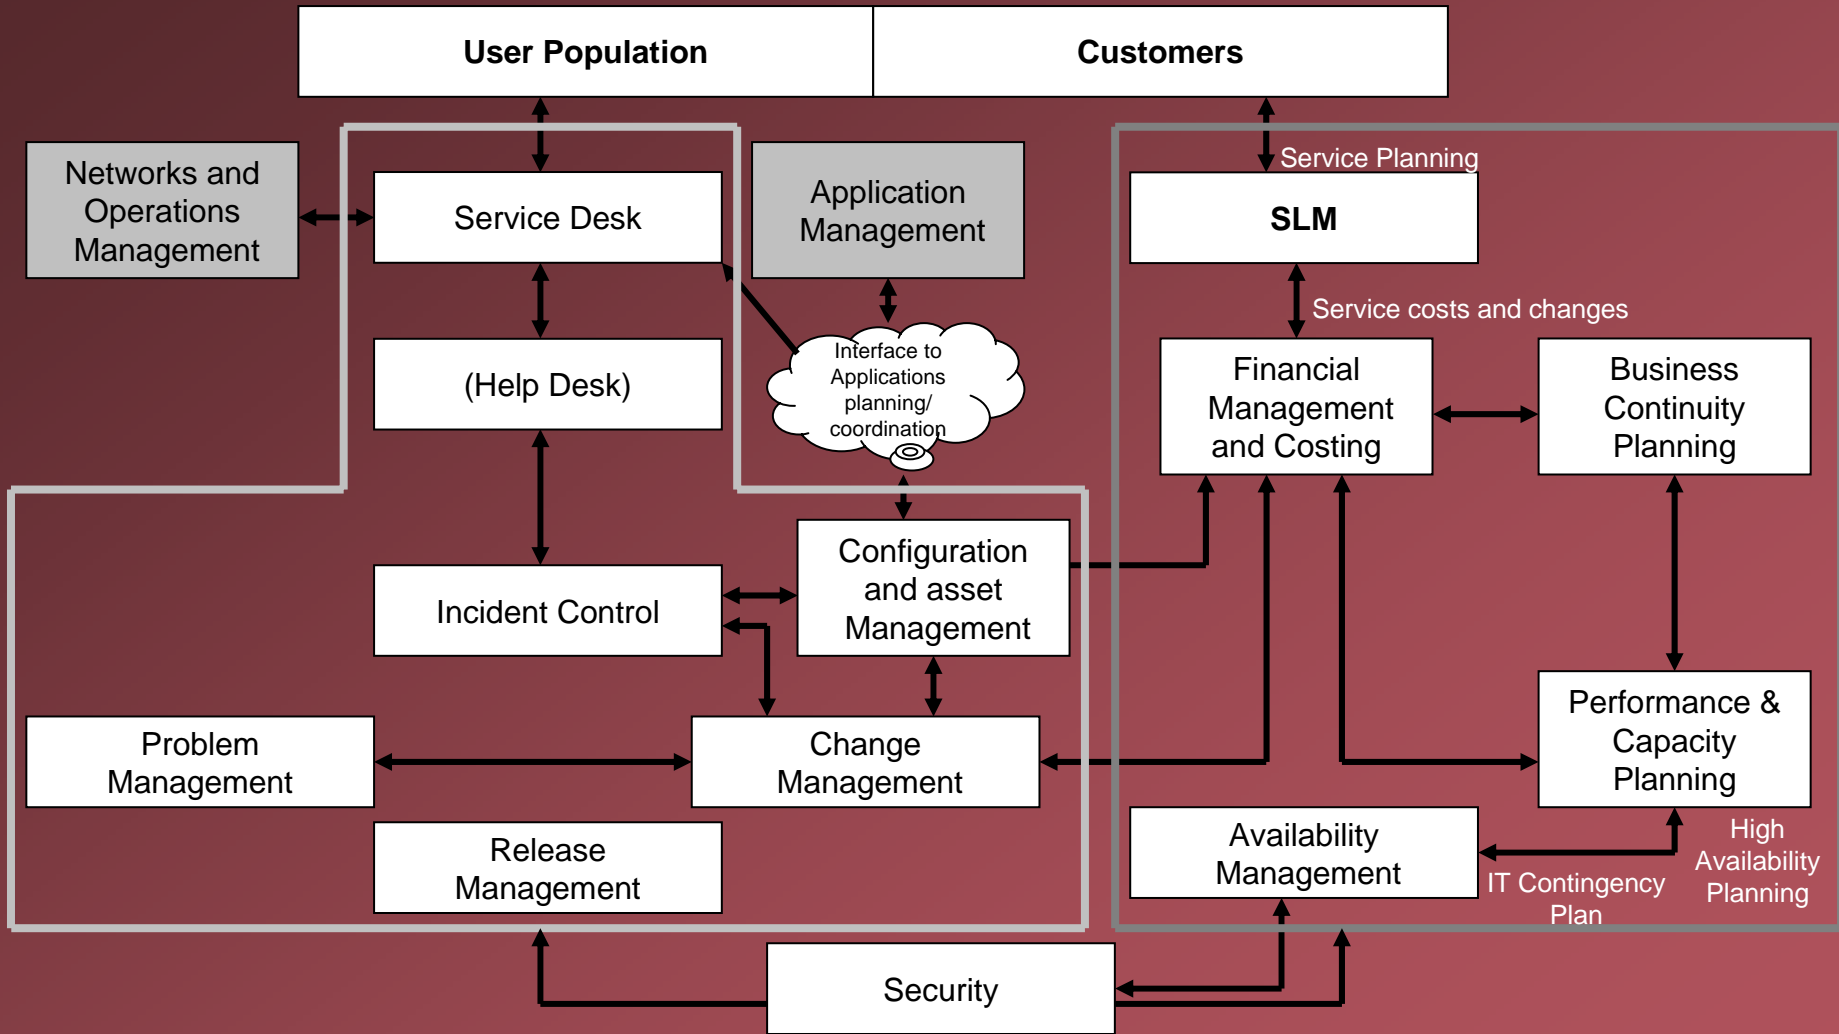 User Population
Customers
Networks and
Operations
Management
Service Desk
Application
Management
Service Planning
SLM
Service costs and changes
(Help Desk)
Interface to
Applications
planning/
coordination
Financial
Management
and Costing
Business
Continuity
Planning
Configuration
and asset
Management
Incident Control
Problem
Management
Change
Management
Performance &
Capacity
Planning
Release
Management
Availability
Management
High
Availability
Planning
IT Contingency
Plan
Security